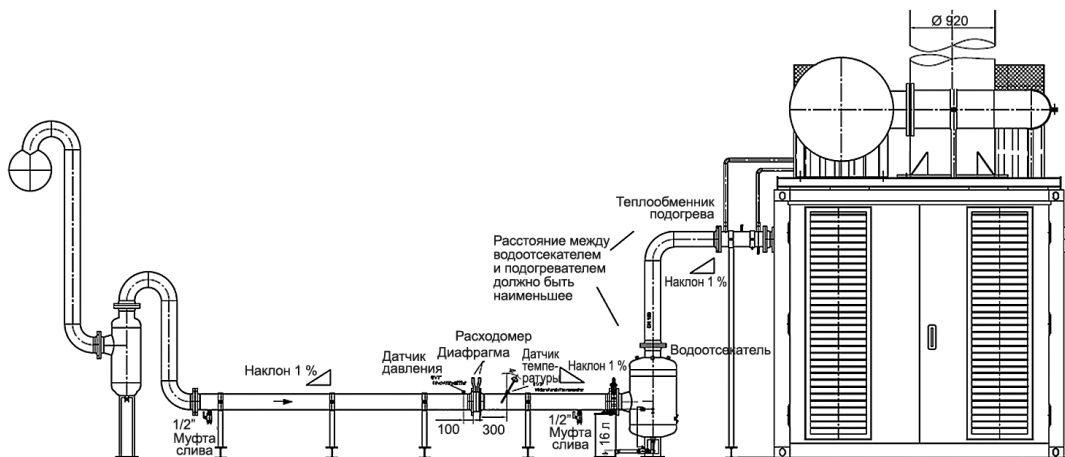 Ø 920
Теплообменник
подогрева
Расстояние между
водоотсекателем
и подогревателем
должно быть
наименьшее
Наклон 1 %
Водоотсекатель
Расходомер
Диафрагма
Датчик
давления
Датчик
темпе-
ратуры
Наклон 1 %
Наклон 1 %
1/2”
Муфта
слива
100
300
1/2”
Муфта
слива
16 л